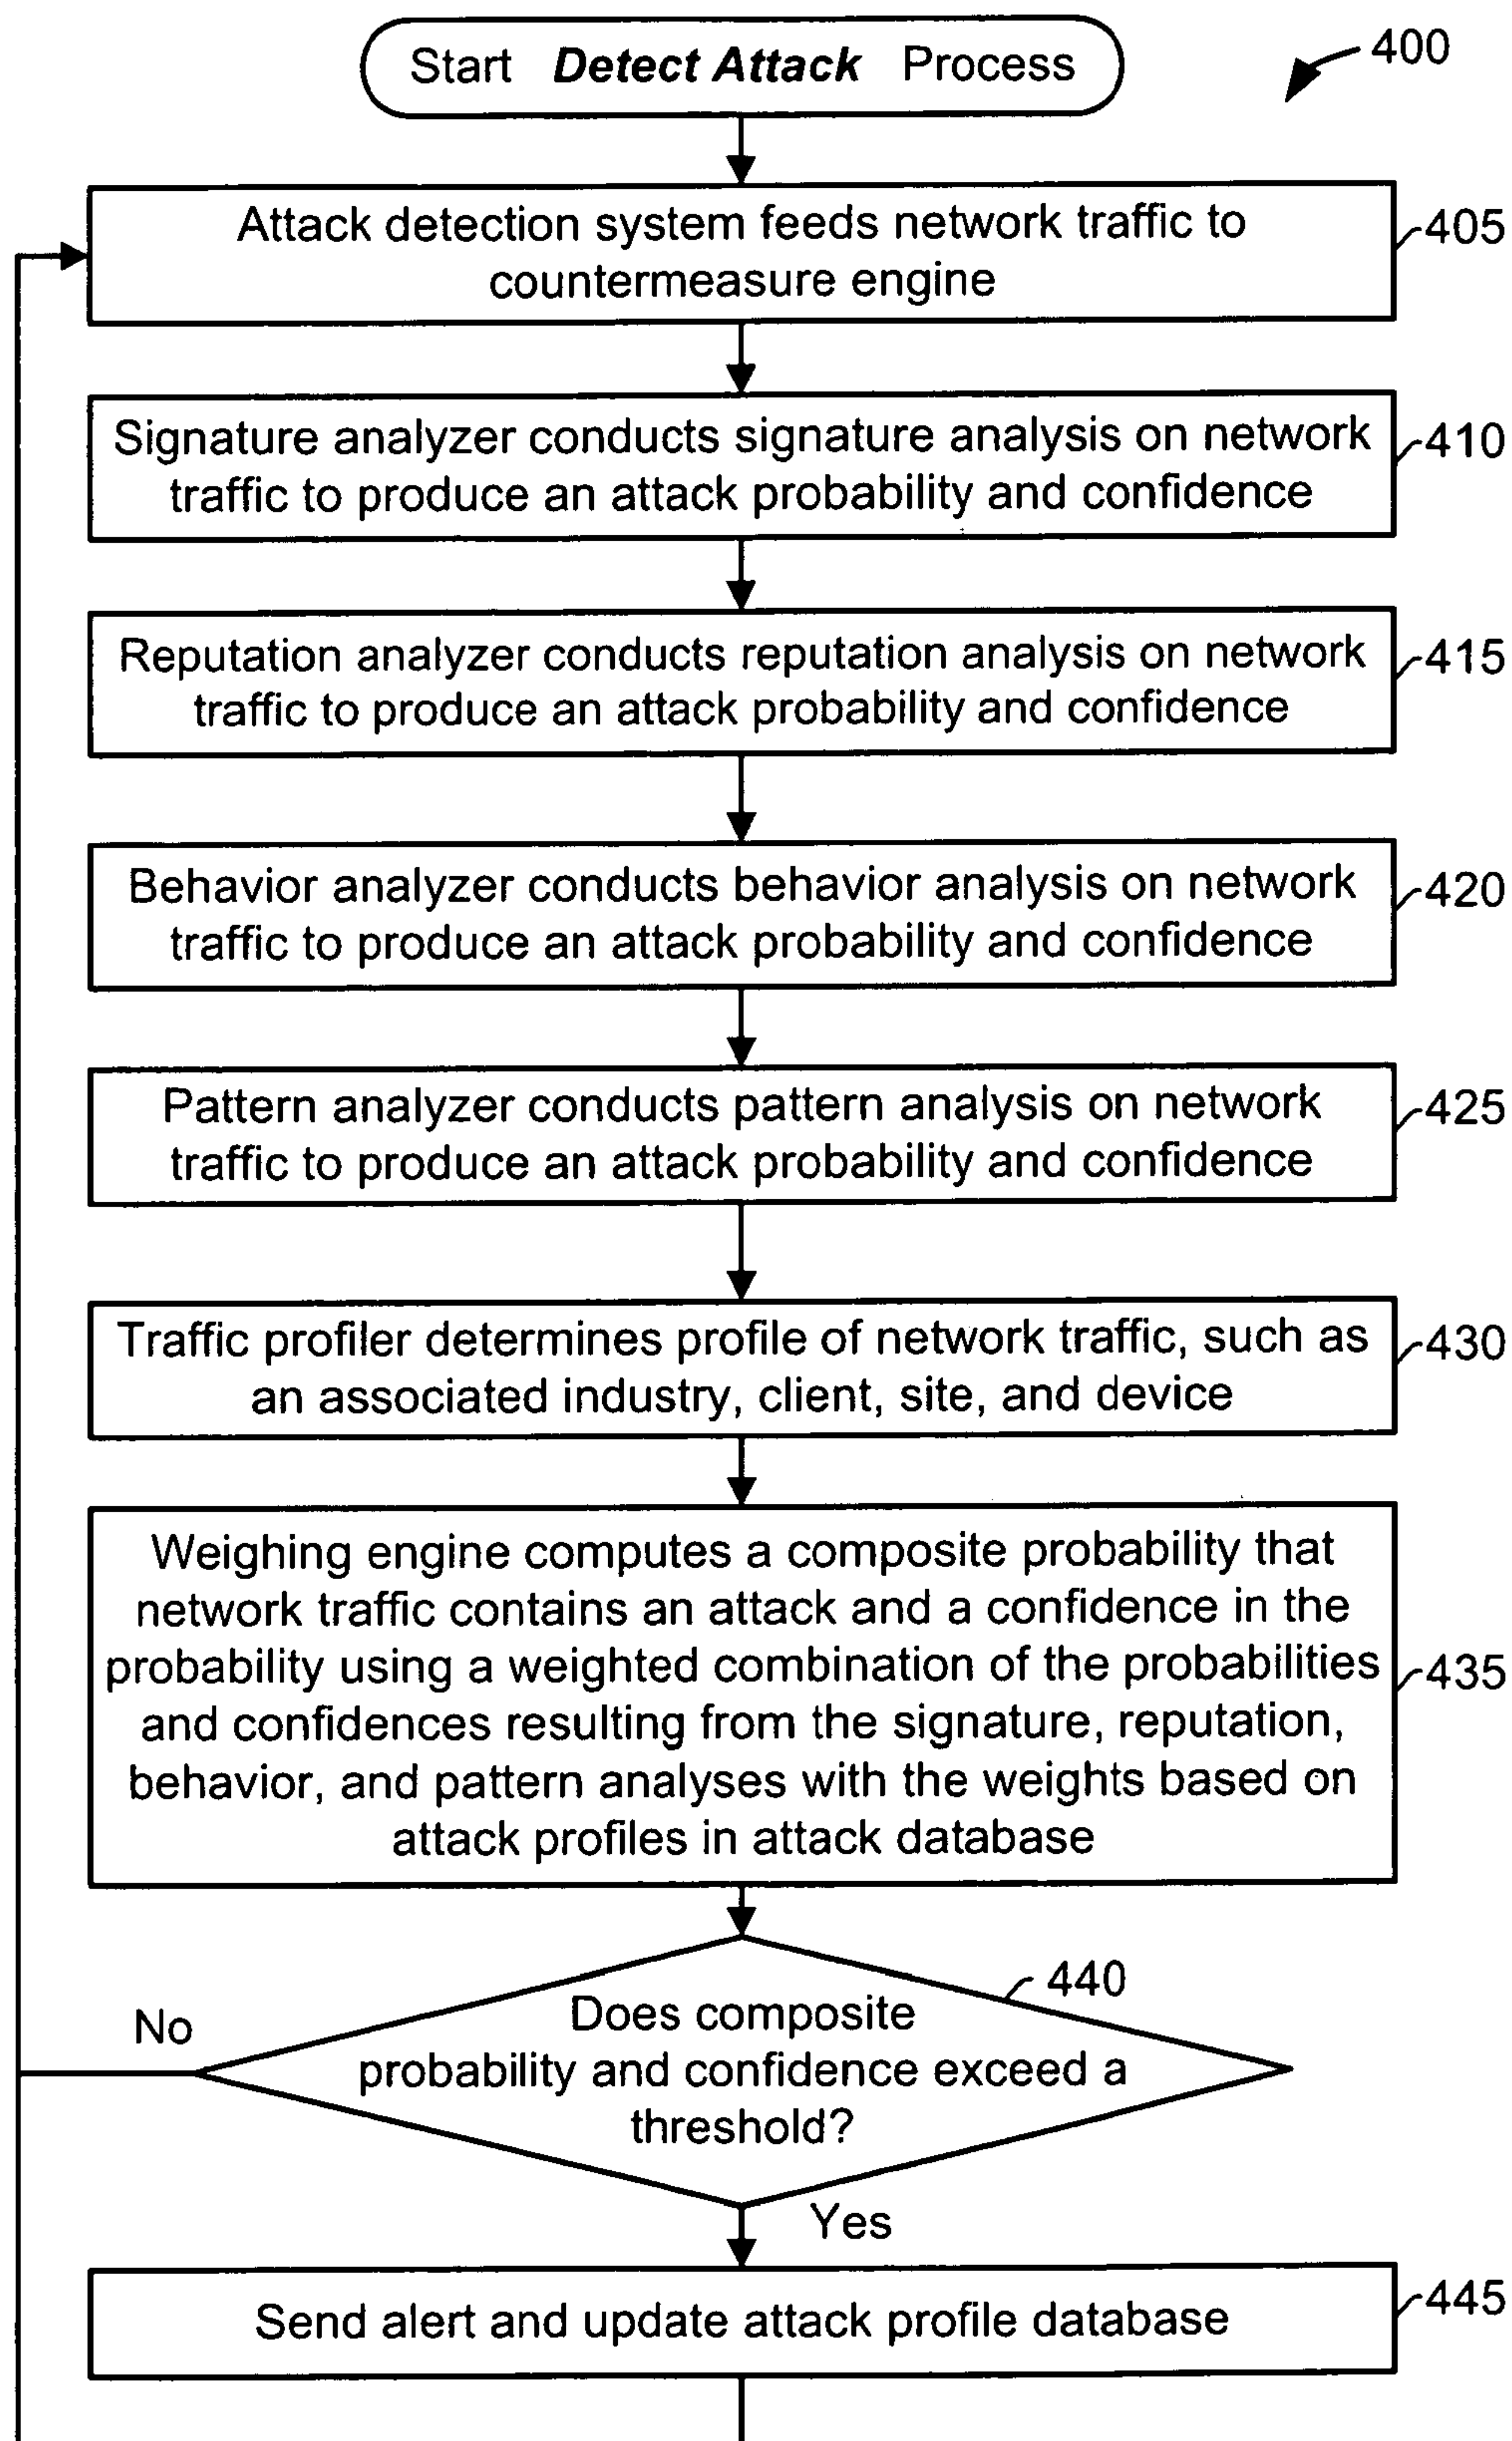 Start Detect Attack Process
400
Attack detection system feeds network traffic to
countermeasure engine
405
Signature analyzer conducts signature analysis on network
traffic to produce an attack probability and confidence
410
Reputation analyzer conducts reputation analysis on network
traffic to produce an attack probability and confidence
415
Behavior analyzer conducts behavior analysis on network
traffic to produce an attack probability and confidence
420
Pattern analyzer conducts pattern analysis on network
traffic to produce an attack probability and confidence
425
Traffic profiler determines profile of network traffic, such as
an associated industry, client, site, and device
430
Weighing engine computes a composite probability that
network traffic contains an attack and a confidence in the
probability using a weighted combination of the probabilities
and confidences resulting from the signature, reputation,
behavior, and pattern analyses with the weights based on
attack profiles in attack database
435
440
Does composite
probability and confidence exceed a
threshold?
No
Yes
Send alert and update attack profile database
445